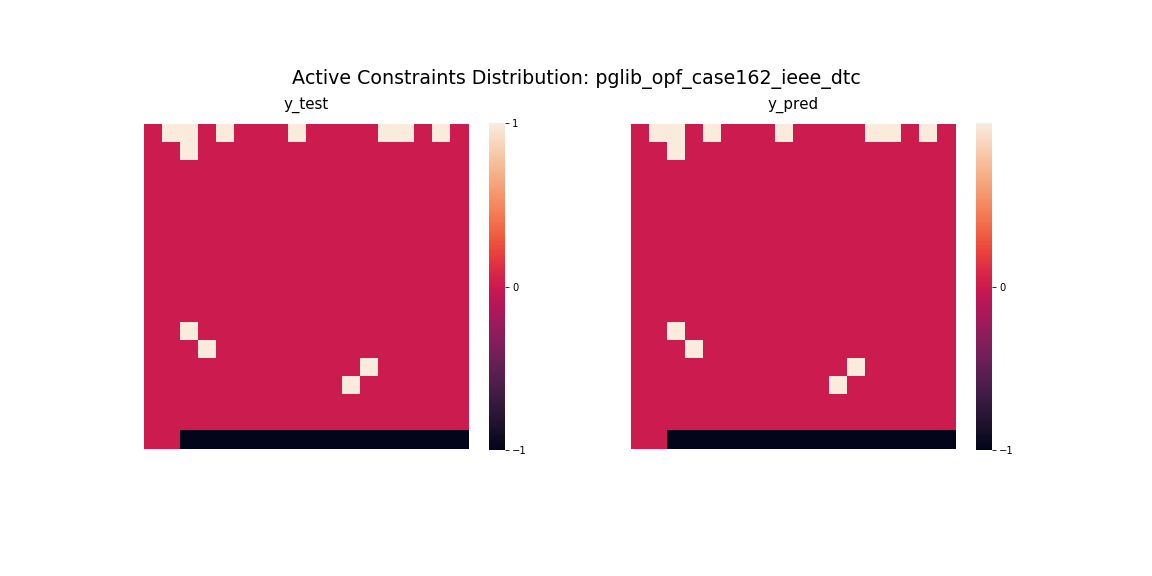 Active Constraints Distribution: pglib_opf_case162_ieee_dtc
y_test
y_pred
1
0
−1
0
−1